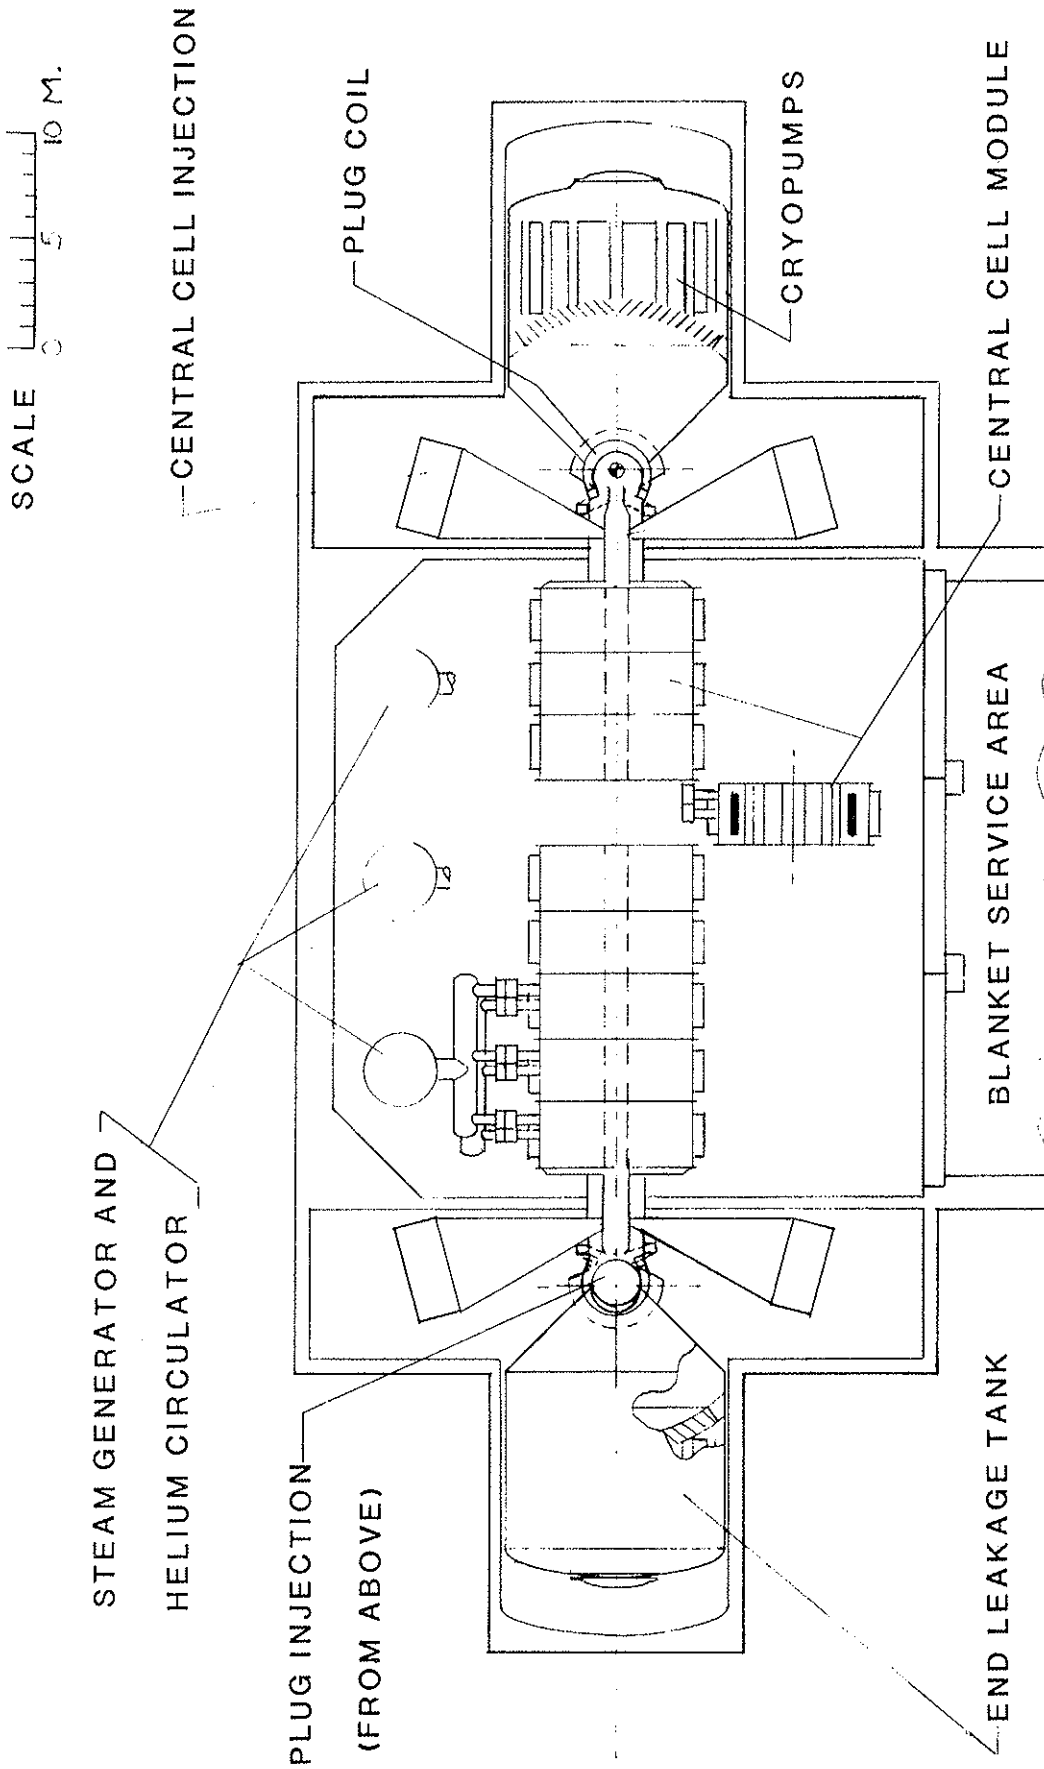 SCALE
0 5 10 M.
CENTRAL CELL INJECTION
STEAM GENERATOR AND
HELIUM CIRCULATOR
PLUG COIL
PLUG INJECTION
(FROM ABOVE)
CRYOPUMPS
CENTRAL CELL MODULE
BLANKET SERVICE AREA
END LEAKAGE TANK